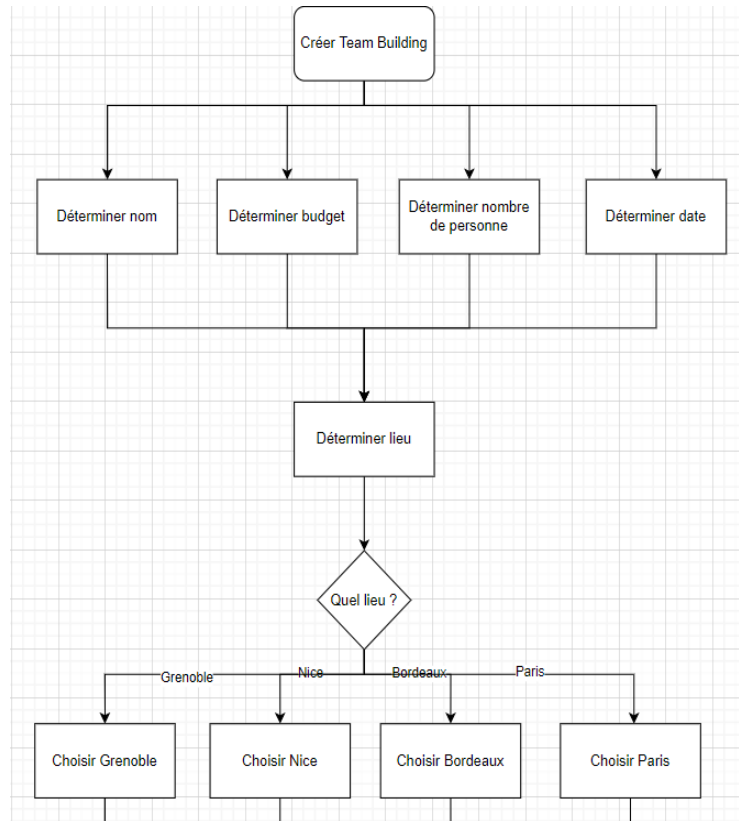 Créer Team Building
Déterminer nom
Déterminer budget
Déterminer nombre
de personne
Déterminer date
Déterminer lieu
Quel lieu ?
Grenoble
Nice
Bordeaux
Paris
Choisir Grenoble
Choisir Nice
Choisir Bordeaux
Choisir Paris